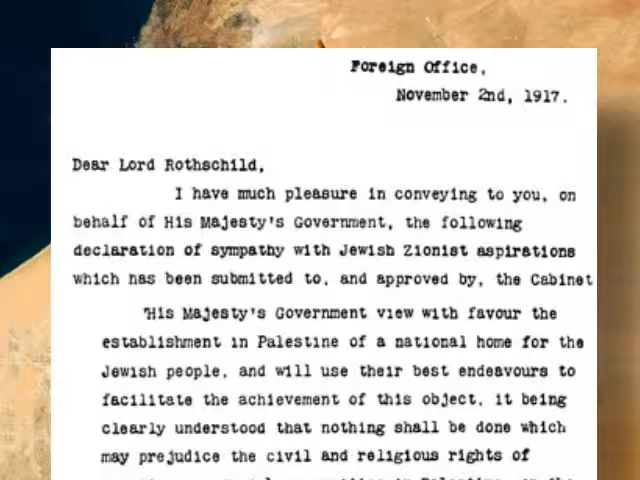 Foreign Office,
November 2nd, 1917.
Dear Lord Rothschild,
I have much pleasure in conveying to you, on
behalf of His Majesty's Government, the following
declaration of sympathy with Jewish Zionist aspirations
which has been submitted to, and approved by, the Cabinet
'His Majesty's Government view with favour the
establishment in Palestine of a national home for the
Jewish people, and will use their best endeavours to
facilitate the achievement of this object, it being
clearly understood that nothing shall be done which
may prejudice the civil and religious rights of